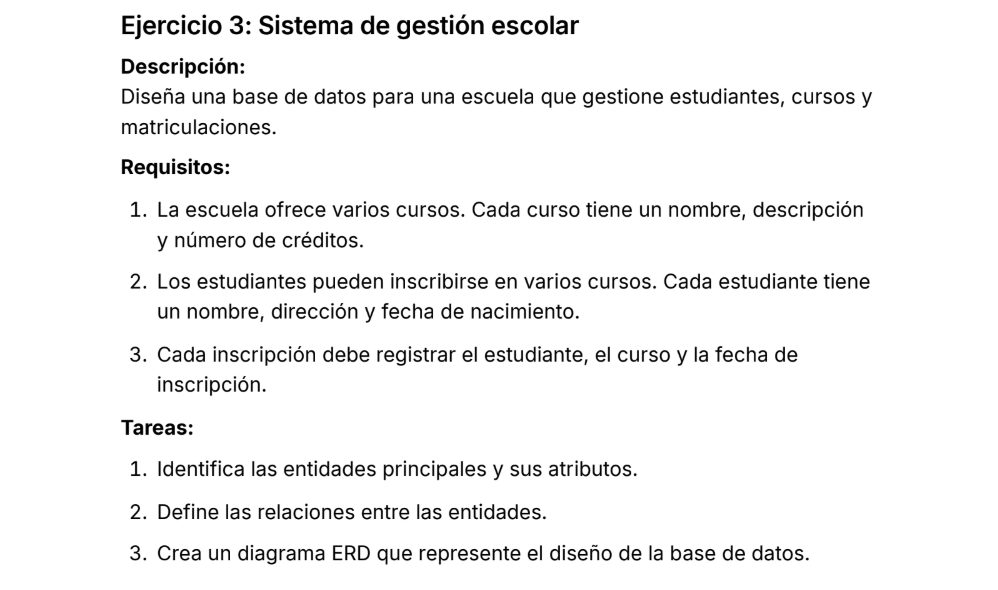 Ejercicio 3: Sistema de gestión escolar
Descripción:
Diseña una base de datos para una escuela que gestione estudiantes, cursos y
matriculaciones.
Requisitos:
1. La escuela ofrece varios cursos. Cada curso tiene un nombre, descripción
y número de créditos.
2. Los estudiantes pueden inscribirse en varios cursos. Cada estudiante tiene
un nombre, dirección y fecha de nacimiento.
3. Cada inscripción debe registrar el estudiante, el curso y la fecha de
inscripción.
Tareas:
1. Identifica las entidades principales y sus atributos.
2. Define las relaciones entre las entidades.
3. Crea un diagrama ERD que represente el diseño de la base de datos.